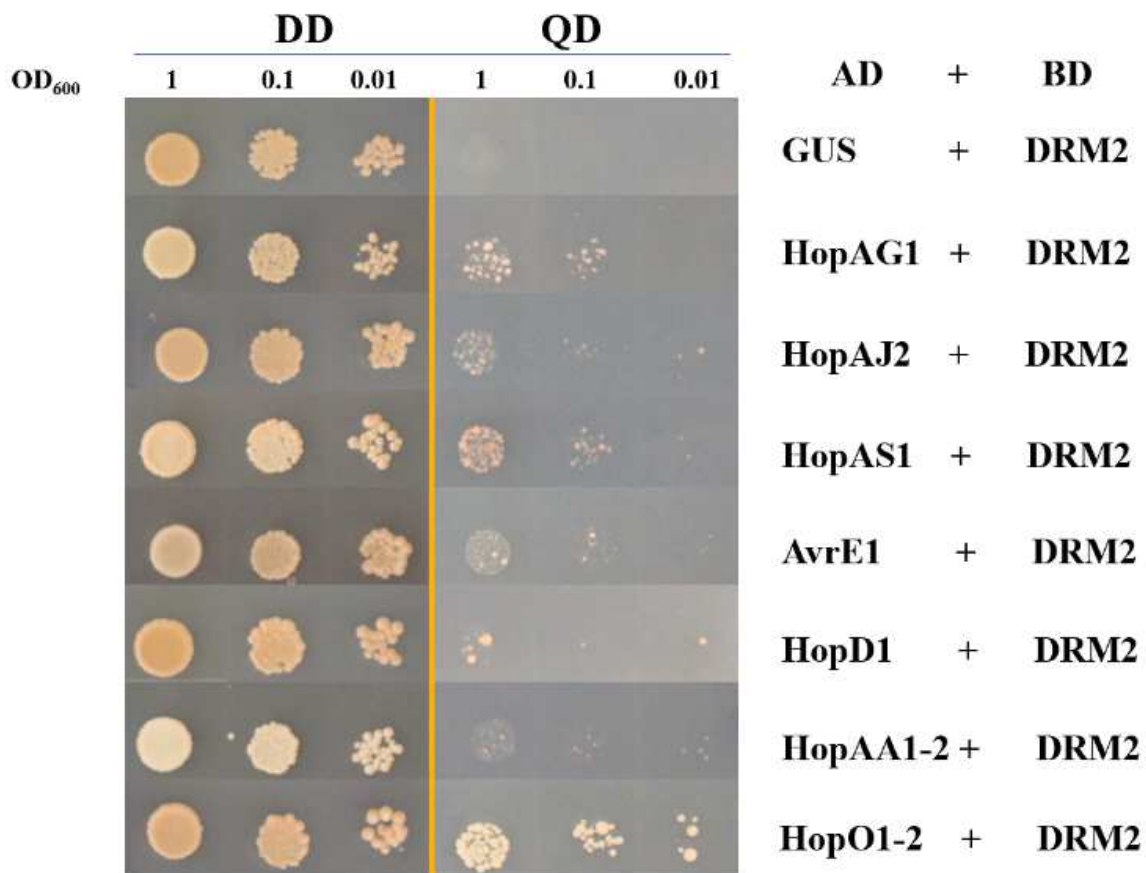 DD QD
OD600 1 0.1 0.01 1 0.1 0.01 AD + BD
GUS + DRM2
HopAG1 + DRM2
HopAJ2 + DRM2
HopAS1 + DRM2
AvrE1 + DRM2
HopD1 + DRM2
HopAA1-2 + DRM2
HopO1-2 + DRM2